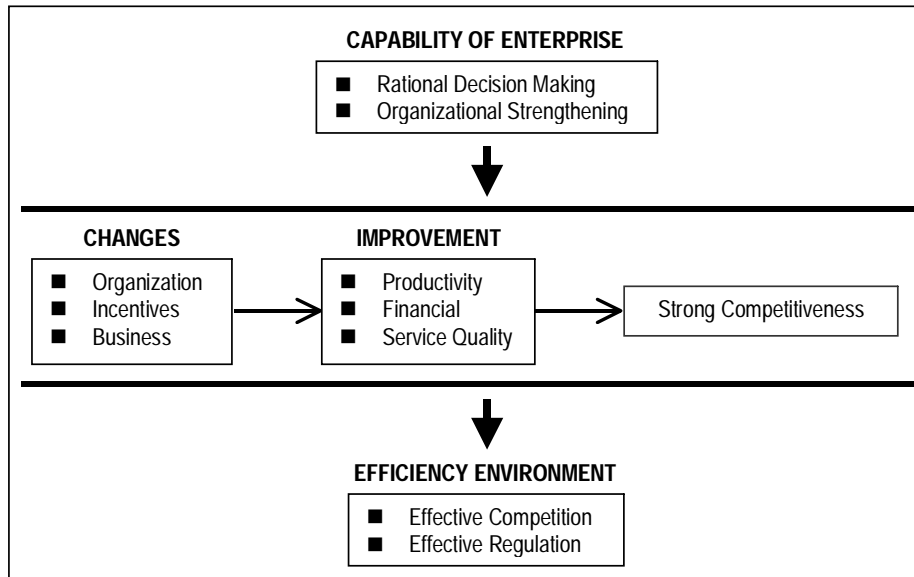 CAPABILITY OF ENTERPRISE
■ Rational Decision Making
■ Organizational Strengthening
CHANGES
■ Organization
■ Incentives
■ Business
IMPROVEMENT
■ Productivity
■ Financial
■ Service Quality
Strong Competitiveness
EFFICIENCY ENVIRONMENT
■ Effective Competition
■ Effective Regulation